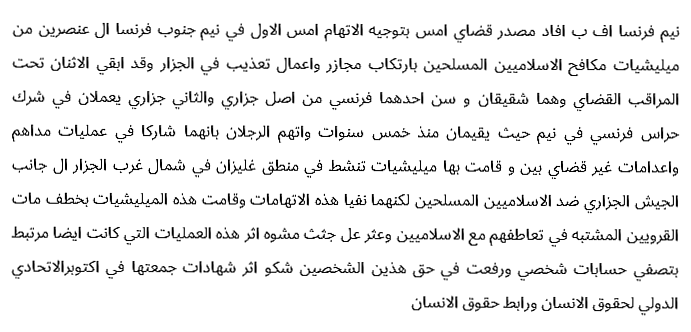 نيم فرنسا اف ب افاد مصدر قضاي امس بتوجيه الاتهام امس الاول في نيم جنوب فرنسا ال عنصرين من
ميليشيات مكافح الاسلاميين المسلحين بارتكاب مجازر واعمال تعذيب في الجزار وقد ابقي الاثنان تحت
المراقب القضاي وهما شقيقان و سن احدهما فرنسي من اصل جزاري والثاني جزاري يعملان في شرك
حراس فرنسي في نيم حيث يقيمان منذ خمس سنوات واتهم الرجلان بانهما شاركا في عمليات مداهم
واعدامات غير قضاي بين و قامت بها ميليشيات تنشط في منطق غليزان في شمال غرب الجزار ال جانب
الجيش الجزاري ضد الاسلاميين المسلحين لكنهما نفيا هذه الاتهامات وقامت هذه الميليشيات بخطف مات
القرويين المشتبه في تعاطفهم مع الاسلاميين وعثر عل جثث مشوه اثر هذه العمليات التي كانت ايضا مرتبط
بتصفي حسابات شخصي ورفعت في حق هذين الشخصين شكو اثر شهادات جمعتها في اكتوبرالاتحادي
الدولي لحقوق الانسان ورابط حقوق الانسان